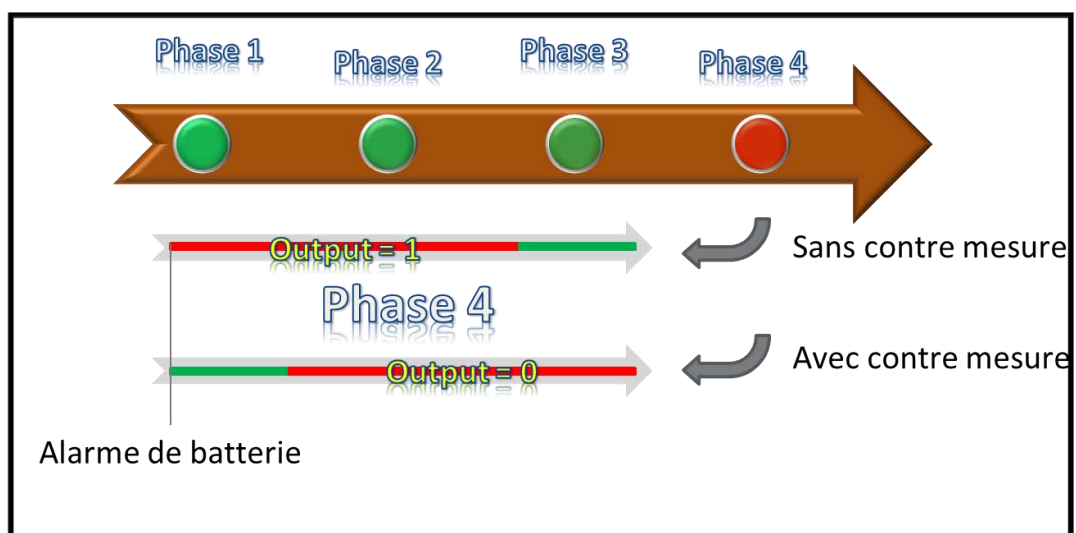 Phase 1
Phase 2
Phase 3
Phase 4
Output = 1
Sans contre mesure
Phase 4
Output = 0
Avec contre mesure
Alarme de batterie